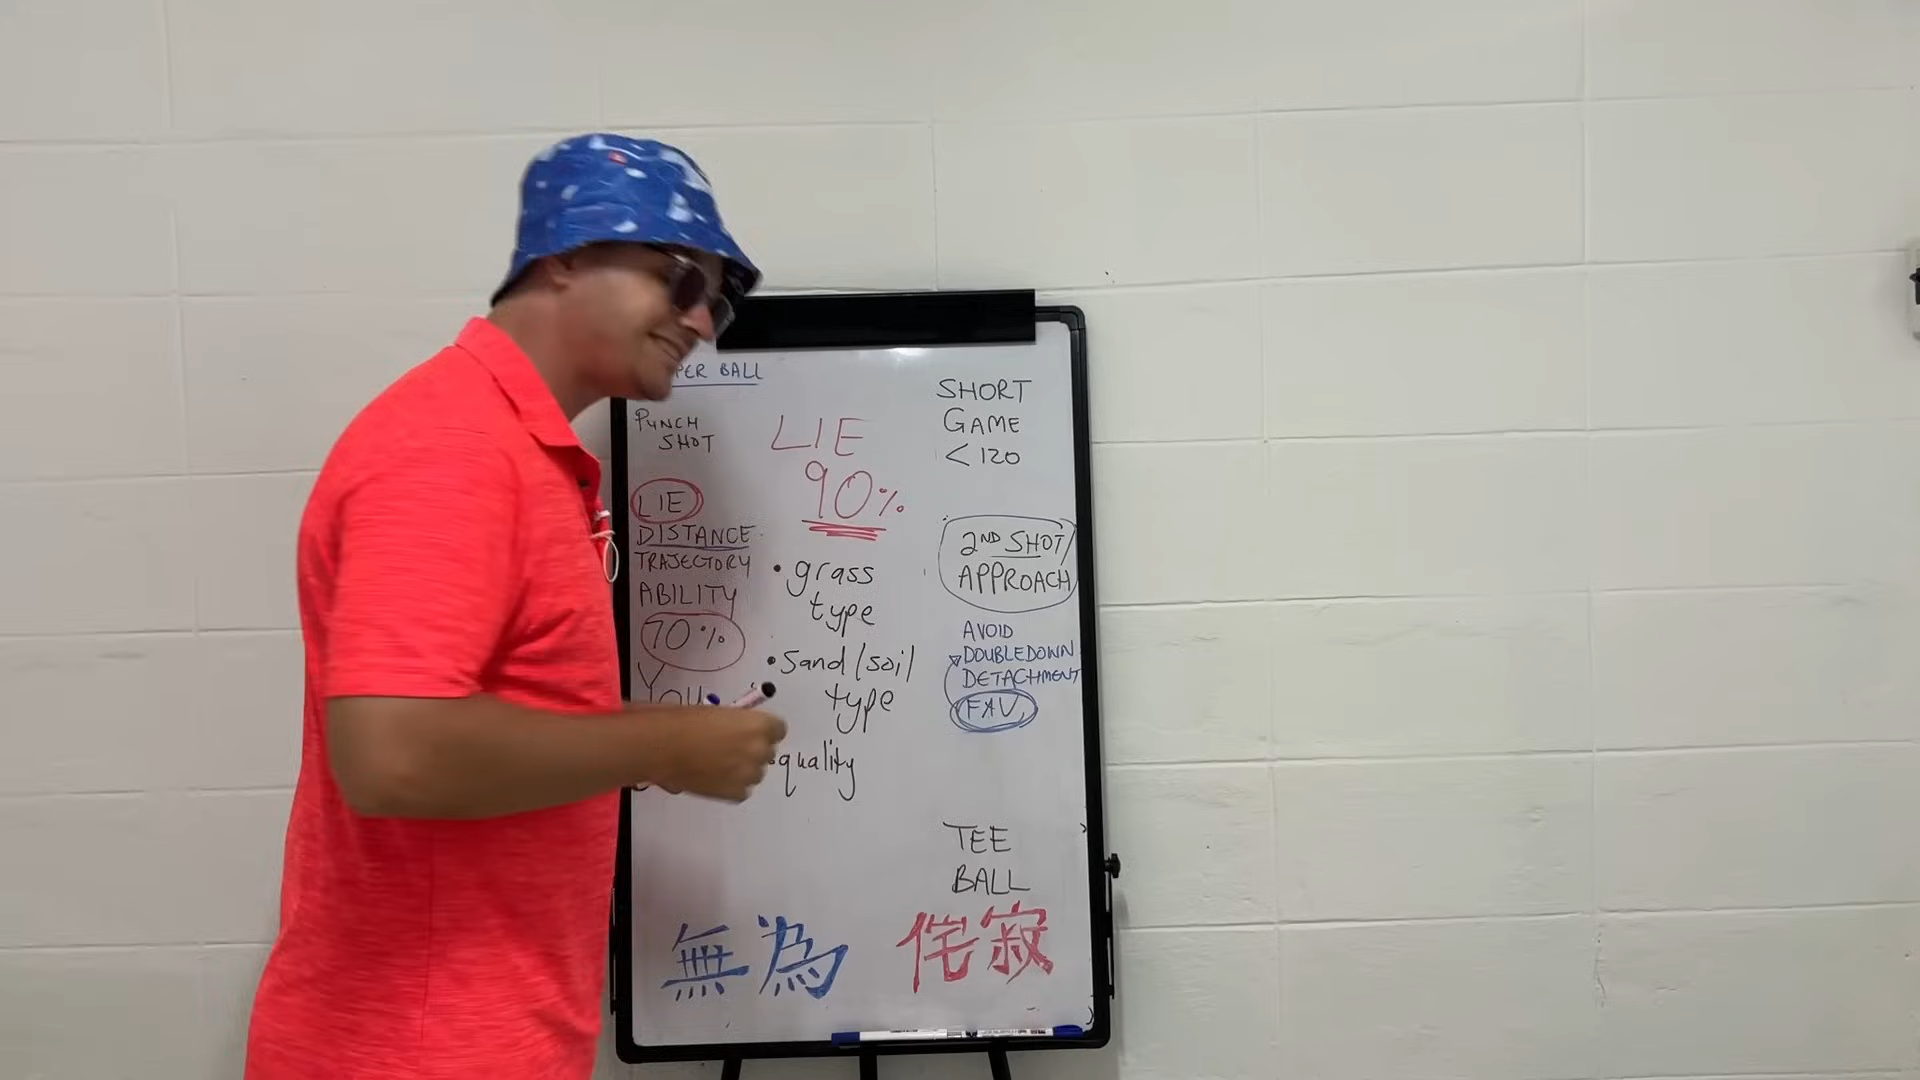 PER BALL
PUNCH
SHOT
LIE
DISTANCE
TRAJECTORY
ABILITY
70%
YOU
LIE
90%
• grass
type
• Sand/soil
type
• quality
SHORT
GAME
<120
2ND SHOT/
APPROACH
AVOID
DOUBLEDOWN
DETACHMENT
FAV.
TEE
BALL
無為
侘寂